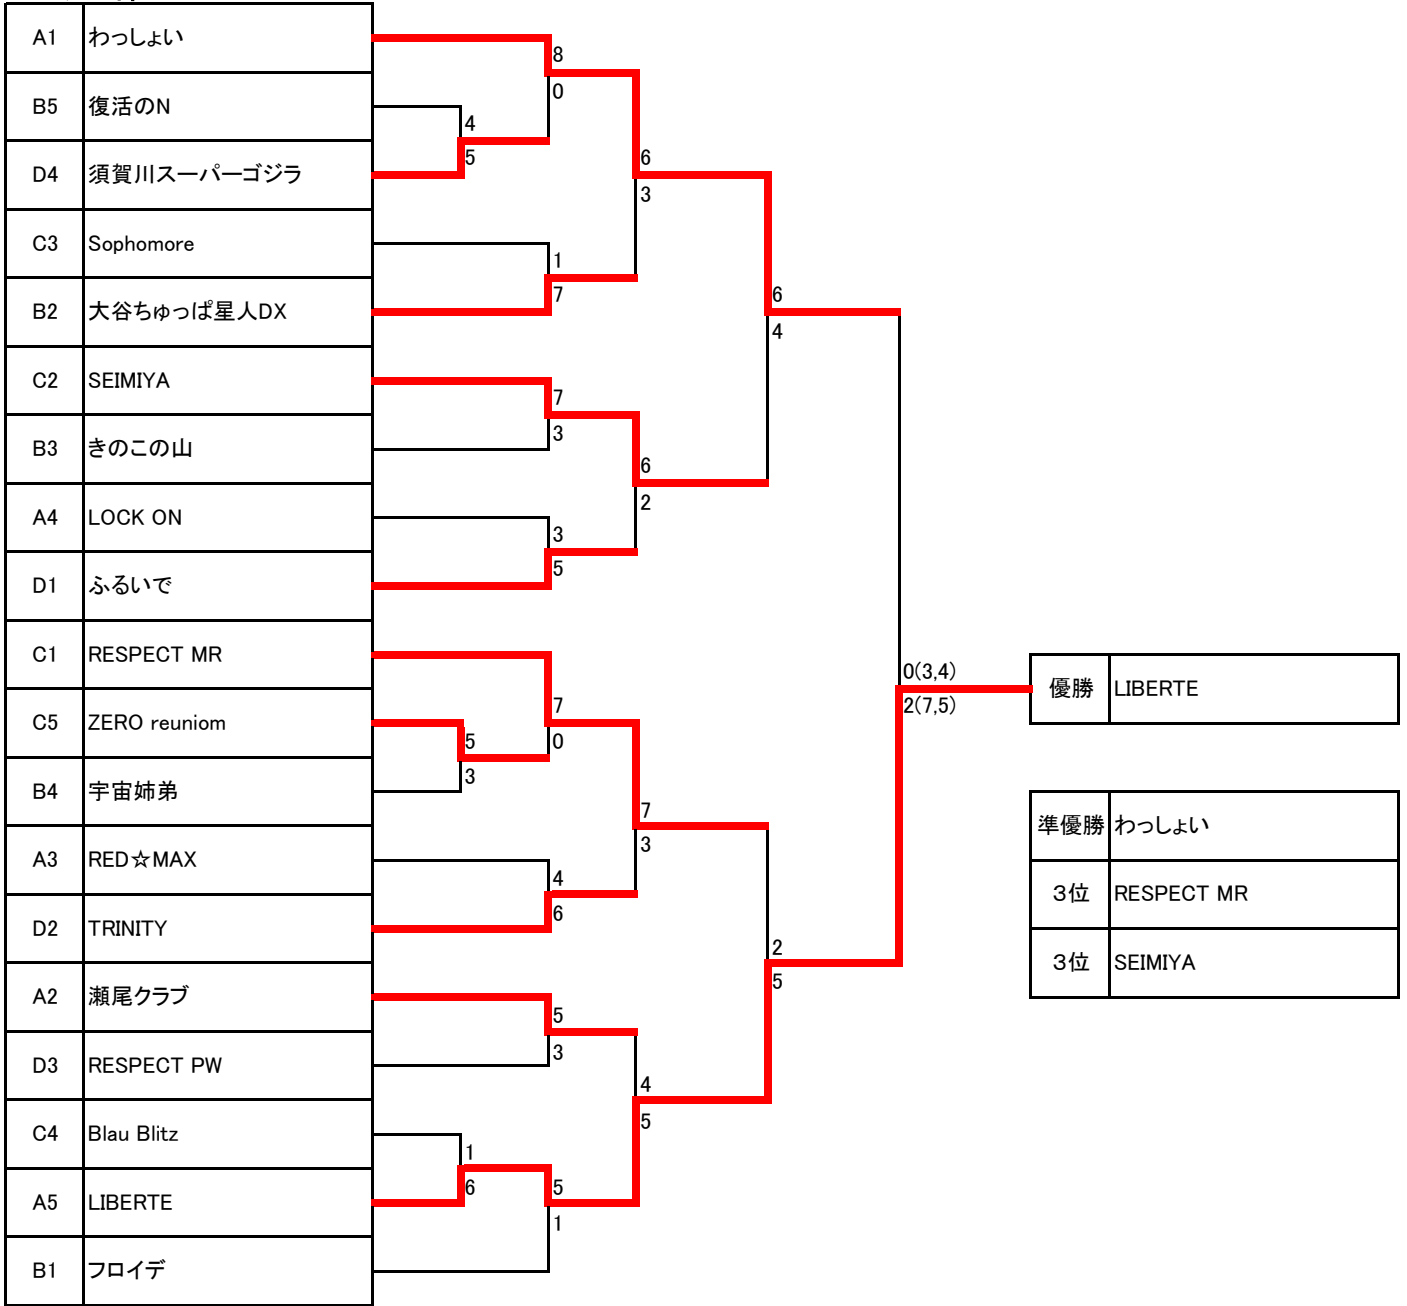 A1 わっしょい
B5 復活のN
D4 須賀川スーパーゴジラ
C3 Sophomore
B2 大谷ちゅっぱ星人DX
C2 SEIMIYA
B3 きのこの山
A4 LOCK ON
D1 ふるいで
C1 RESPECT MR
C5 ZERO reuniom
B4 宇宙姉弟
A3 RED☆MAX
D2 TRINITY
A2 瀬尾クラブ
D3 RESPECT PW
C4 Blau Blitz
A5 LIBERTE
B1 フロイデ
4
5
5
3
1
6
8
0
1
7
7
3
3
5
7
0
4
6
5
3
5
1
6
3
6
2
7
3
4
5
6
4
2
5
0(3,4)
2(7,5)
優勝 LIBERTE
準優勝 わっしょい
3位 RESPECT MR
3位 SEIMIYA